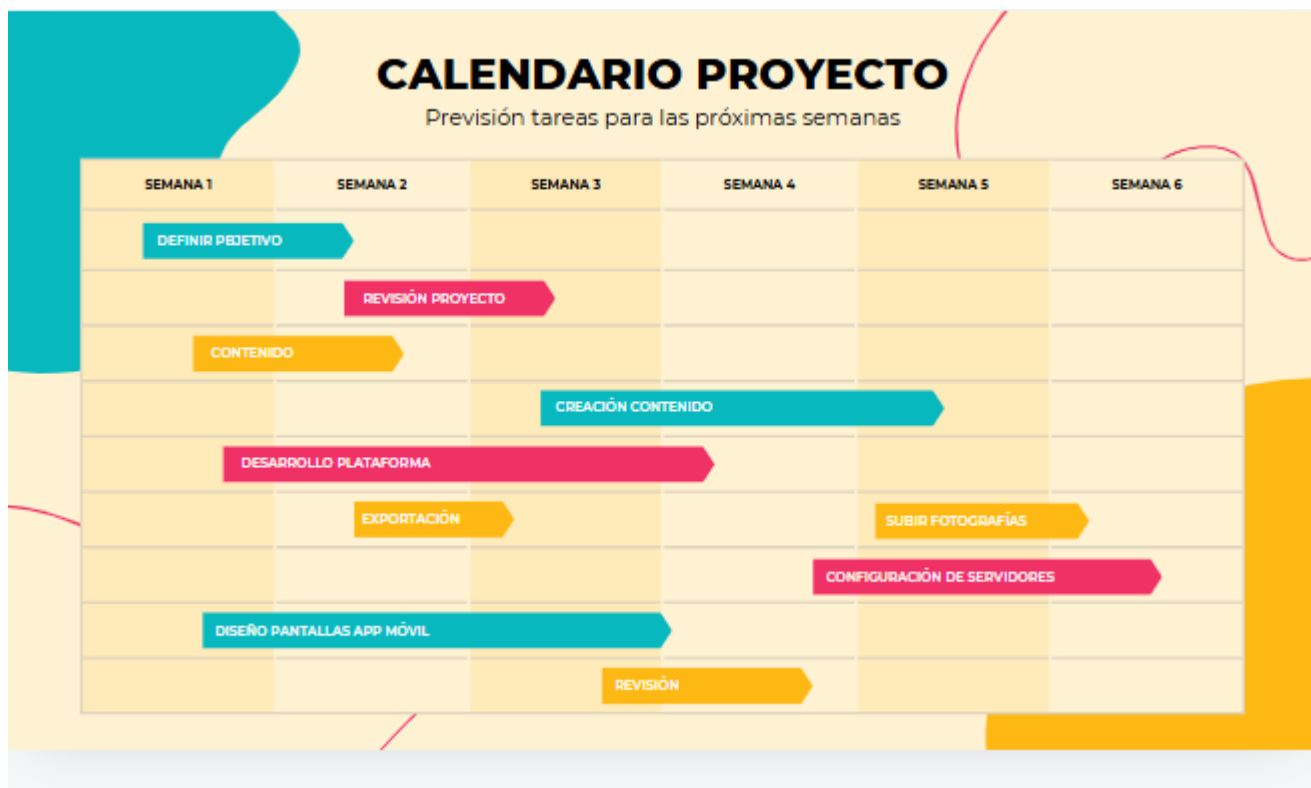 CALENDARIO PROYECTO
Previsión tareas para las próximas semanas
SEMANA 1 SEMANA 2 SEMANA 3 SEMANA 4 SEMANA 5 SEMANA 6
DEFINIR PBJETIVO
REVISIÓN PROYECTO
CONTENIDO
CREACIÓN CONTENIDO
DESARROLLO PLATAFORMA
EXPORTACIÓN SUBIR FOTOGRAFÍAS
CONFIGURACIÓN DE SERVIDORES
DISEÑO PANTALLAS APP MÓVIL
REVISIÓN